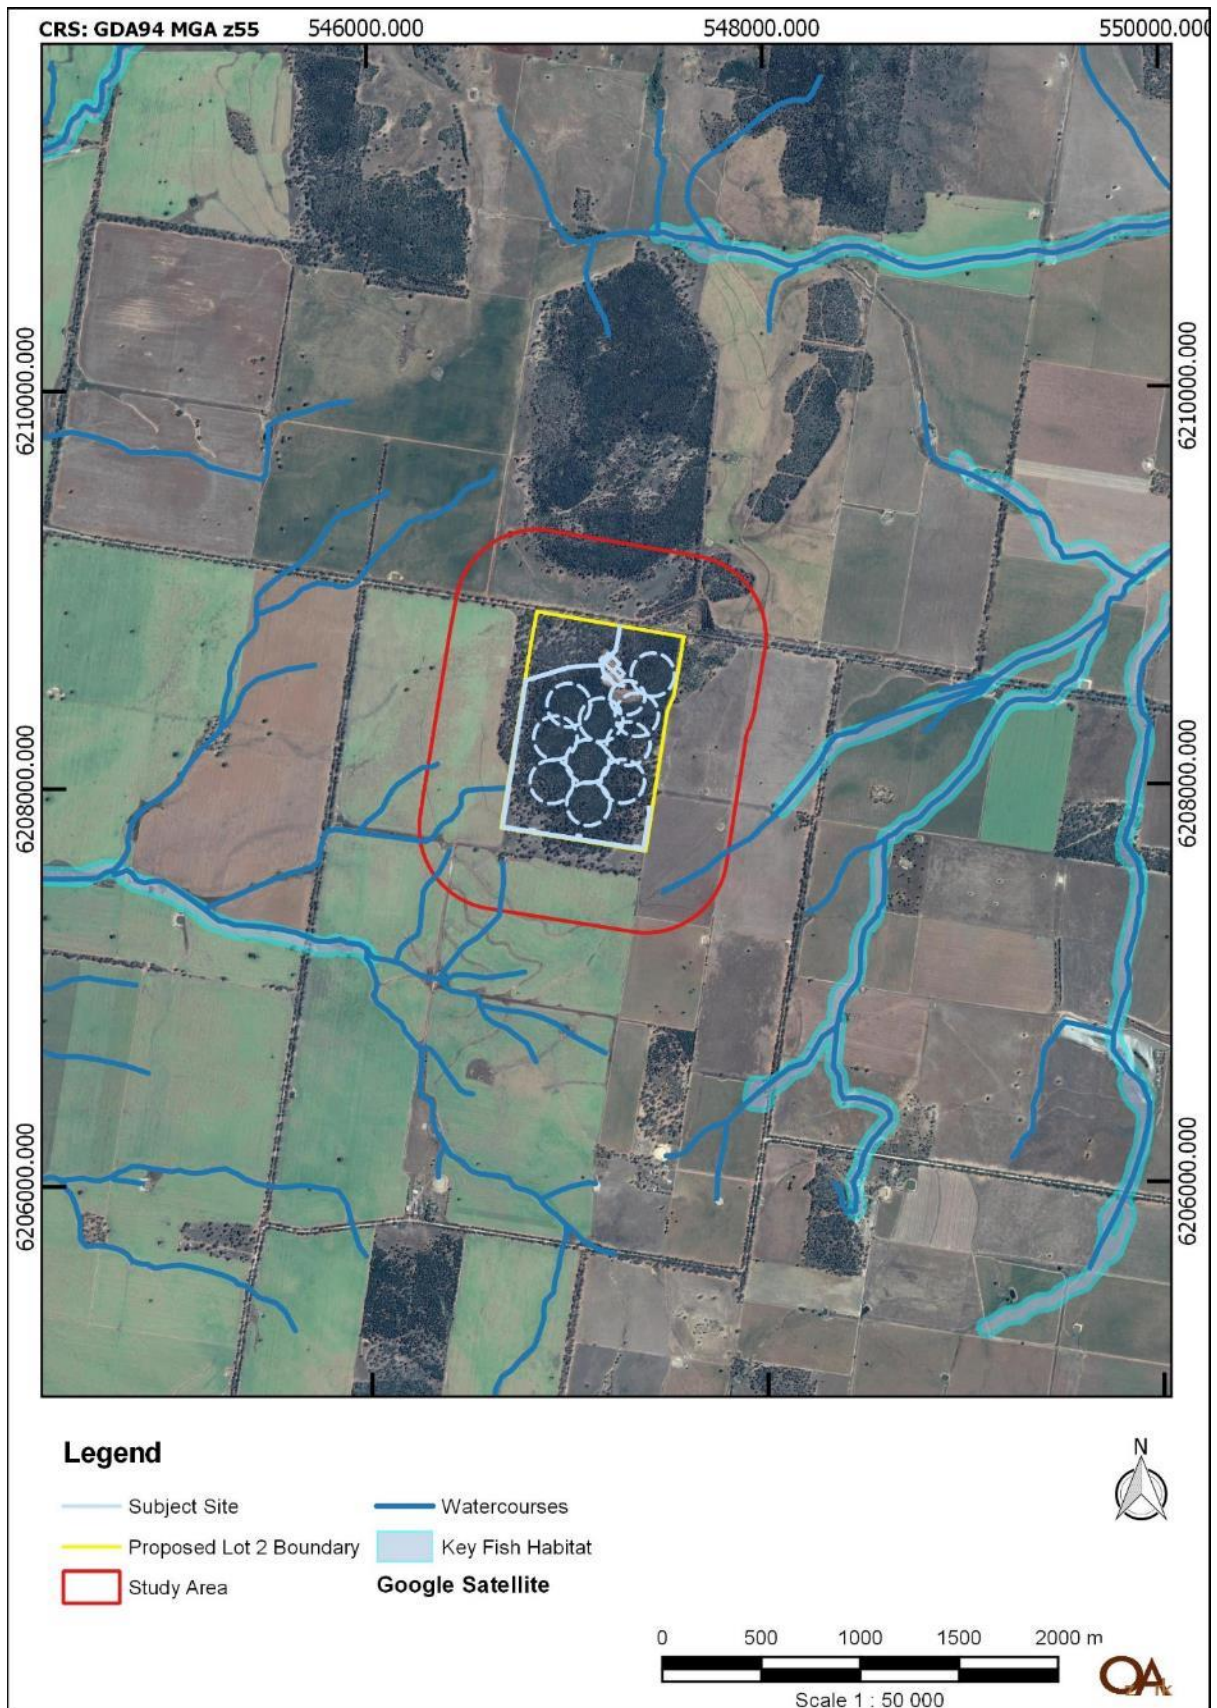 CRS: GDA94 MGA z55
546000.000
548000.000
550000.000
6210000.000
6210000.000
6208000.000
6208000.000
6206000.000
6206000.000
Legend
Subject Site
Watercourses
Proposed Lot 2 Boundary
Key Fish Habitat
Study Area
Google Satellite
N
0 500 1000 1500 2000 m
Scale 1 : 50 000